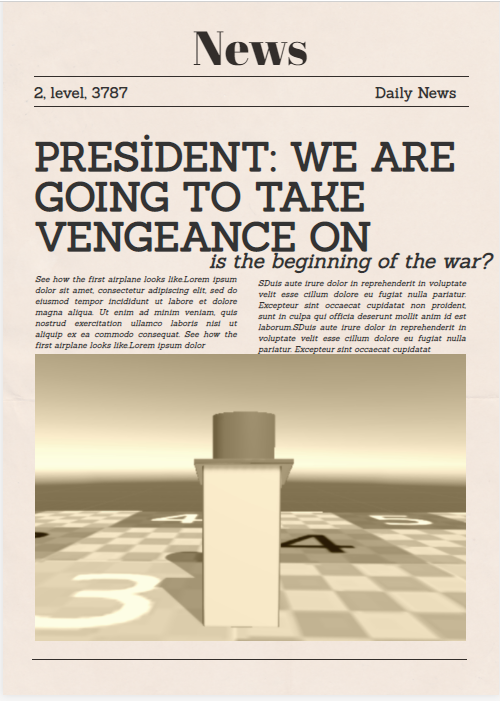 News
2, level, 3787
Daily News
PRESİDENT: WE ARE
GOING TO TAKE
VENGEANCE ON
is the beginning of the war?
See how the first airplane looks like.Lorem ipsum
dolor sit amet, consectetur adipiscing elit, sed do
eiusmod tempor incididunt ut labore et dolore
magna aliqua. Ut enim ad minim veniam, quis
nostrud exercitation ullamco laboris nisi ut
aliquip ex ea commodo consequat. See how the
first airplane looks like.Lorem ipsum dolor
SDuis aute irure dolor in reprehenderit in voluptate
velit esse cillum dolore eu fugiat nulla pariatur.
Excepteur sint occaecat cupidatat non proident,
sunt in culpa qui officia deserunt mollit anim id est
laborum.SDuis aute irure dolor in reprehenderit in
voluptate velit esse cillum dolore eu fugiat nulla
pariatur. Excepteur sint occaecat cupidatat
4
5
4
3